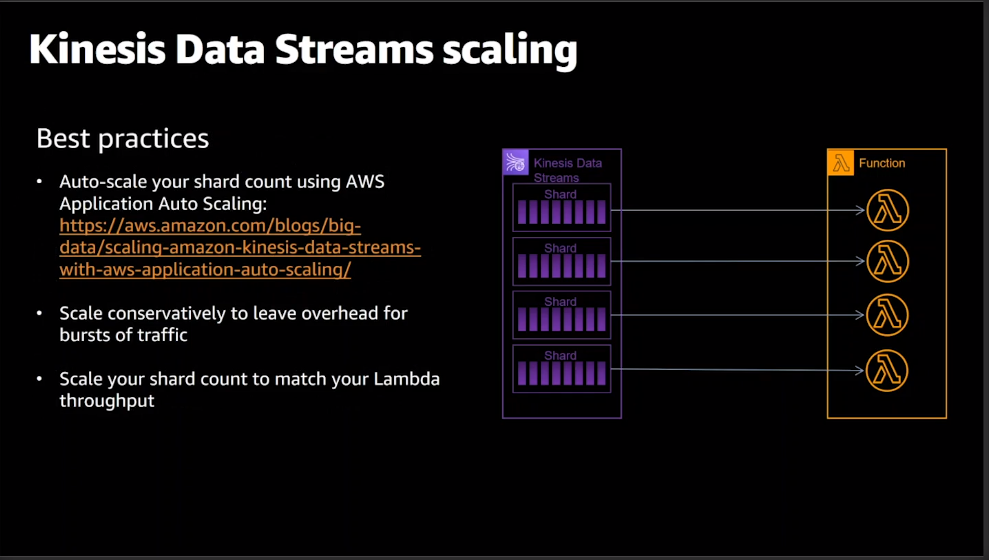 Kinesis Data Streams scaling
Best practices
• Auto-scale your shard count using AWS
Application Auto Scaling:
https://aws.amazon.com/blogs/big-
data/scaling-amazon-kinesis-data-streams-
with-aws-application-auto-scaling/
• Scale conservatively to leave overhead for
bursts of traffic
• Scale your shard count to match your Lambda
throughput
Kinesis Data
Streams
Shard
Shard
Shard
Shard
Function